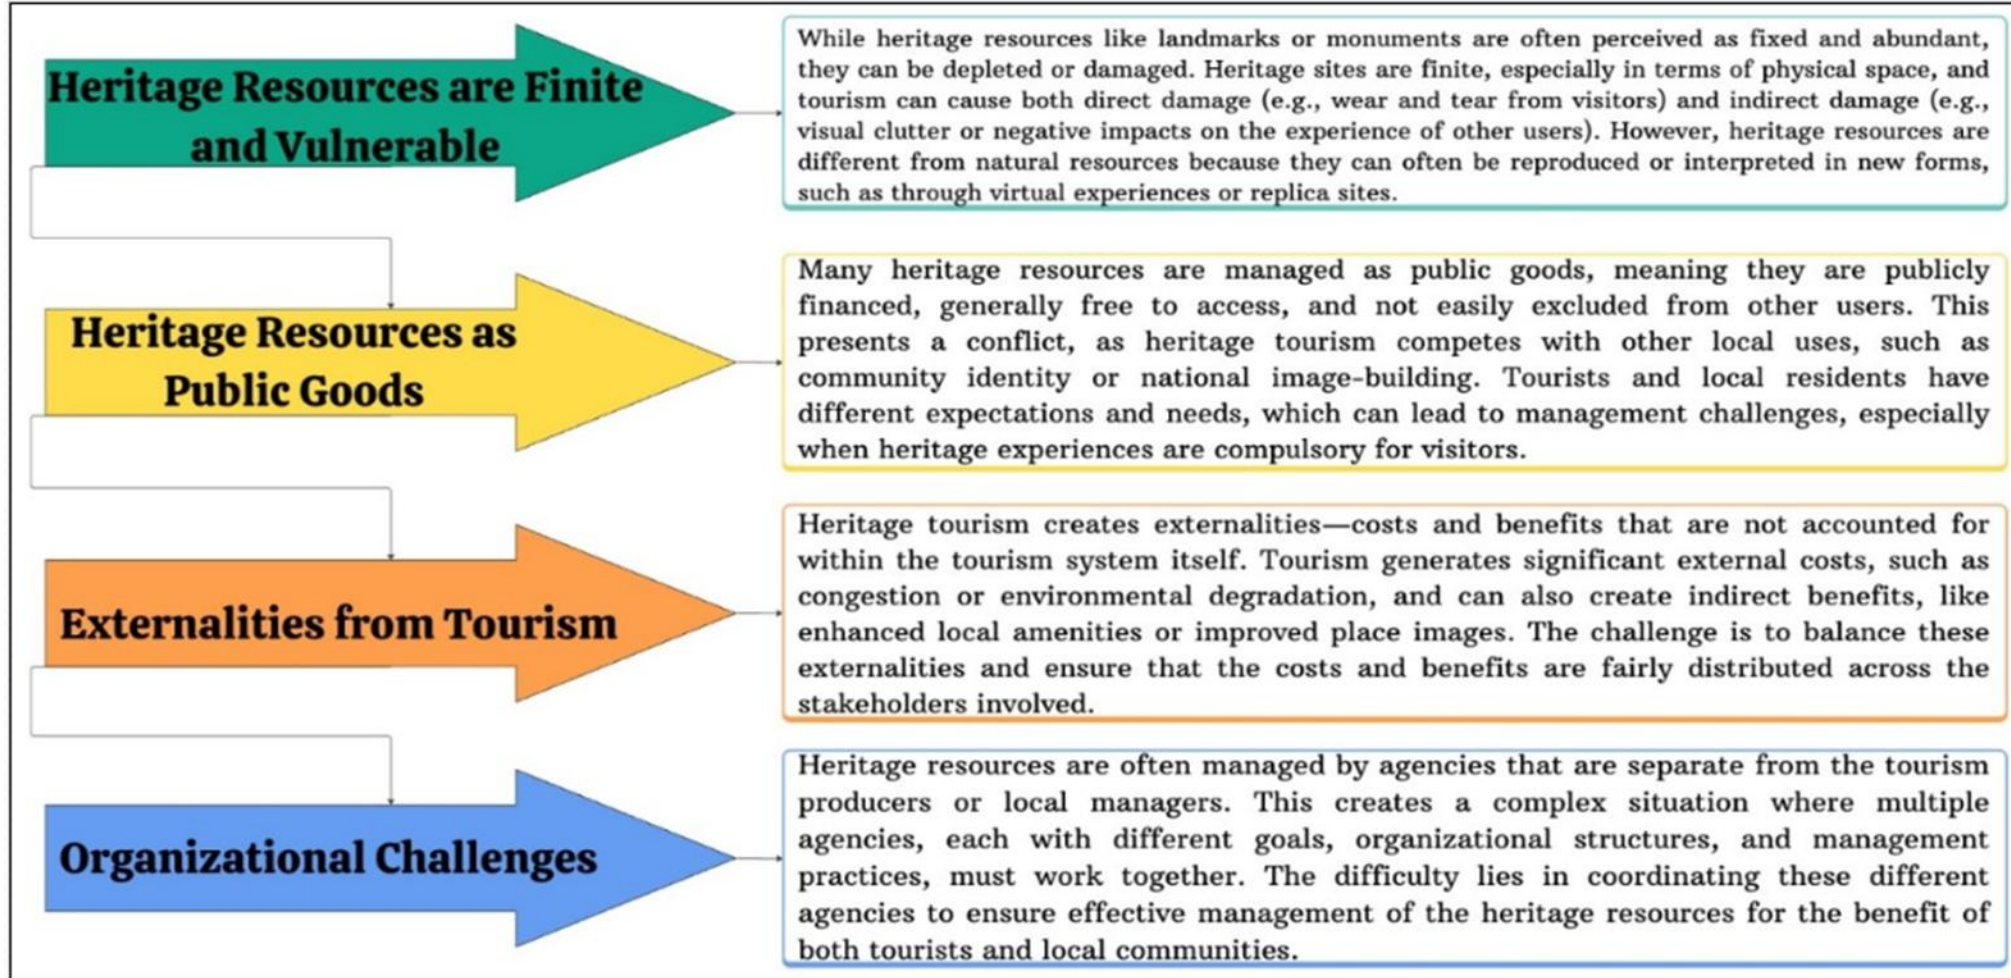 Heritage Resources are Finite
and Vulnerable
While heritage resources like landmarks or monuments are often perceived as fixed and abundant,
they can be depleted or damaged. Heritage sites are finite, especially in terms of physical space, and
tourism can cause both direct damage (e.g., wear and tear from visitors) and indirect damage (e.g.,
visual clutter or negative impacts on the experience of other users). However, heritage resources are
different from natural resources because they can often be reproduced or interpreted in new forms,
such as through virtual experiences or replica sites.
Heritage Resources as
Public Goods
Many heritage resources are managed as public goods, meaning they are publicly
financed, generally free to access, and not easily excluded from other users. This
presents a conflict, as heritage tourism competes with other local uses, such as
community identity or national image-building. Tourists and local residents have
different expectations and needs, which can lead to management challenges, especially
when heritage experiences are compulsory for visitors.
Externalities from Tourism
Heritage tourism creates externalities—costs and benefits that are not accounted for
within the tourism system itself. Tourism generates significant external costs, such as
congestion or environmental degradation, and can also create indirect benefits, like
enhanced local amenities or improved place images. The challenge is to balance these
externalities and ensure that the costs and benefits are fairly distributed across the
stakeholders involved.
Organizational Challenges
Heritage resources are often managed by agencies that are separate from the tourism
producers or local managers. This creates a complex situation where multiple
agencies, each with different goals, organizational structures, and management
practices, must work together. The difficulty lies in coordinating these different
agencies to ensure effective management of the heritage resources for the benefit of
both tourists and local communities.